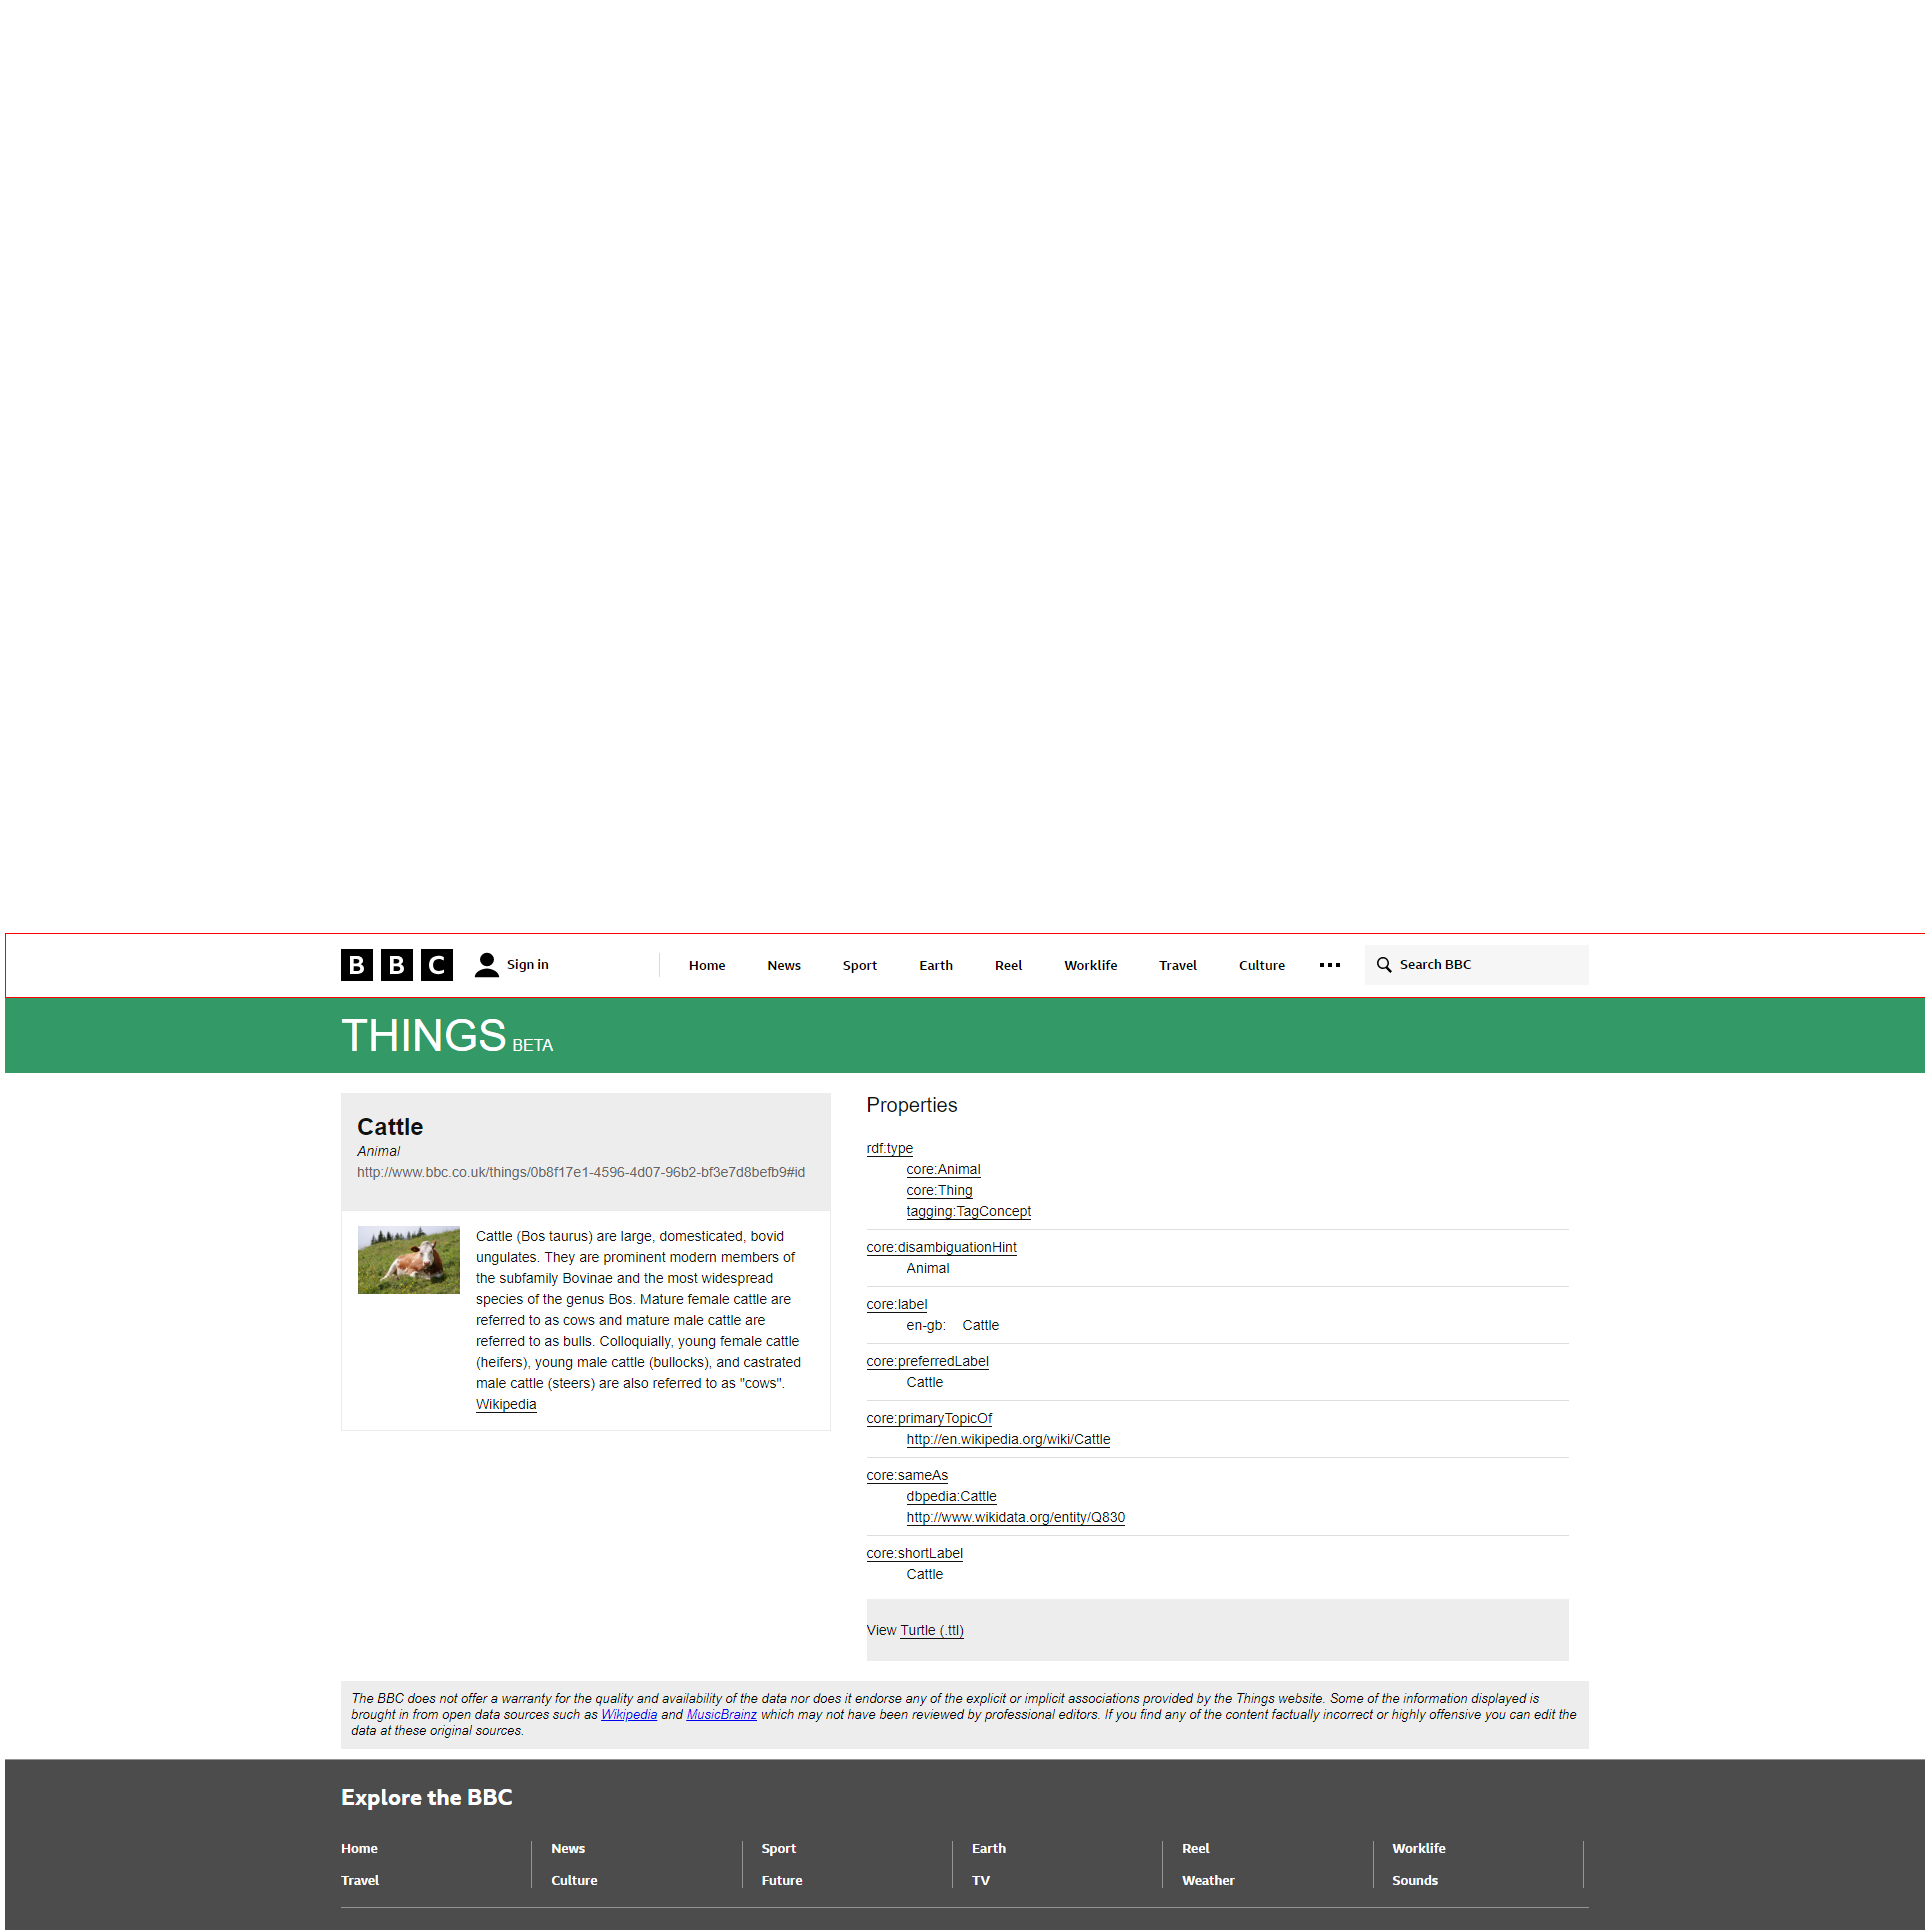 BBC Sign in Home News Sport Earth Reel Worklife Travel Culture Search BBC
THINGS BETA
Cattle
Animal
http://www.bbc.co.uk/things/0b8f17e1-4596-4d07-96b2-bf3e7d8befb9#id
Cattle (Bos taurus) are large, domesticated, bovid
ungulates. They are prominent modern members of
the subfamily Bovinae and the most widespread
species of the genus Bos. Mature female cattle are
referred to as cows and mature male cattle are
referred to as bulls. Colloquially, young female cattle
(heifers), young male cattle (bullocks), and castrated
male cattle (steers) are also referred to as "cows".
Wikipedia
Properties
rdf:type
core:Animal
core:Thing
tagging:TagConcept
core:disambiguationHint
Animal
core:label
en-gb: Cattle
core:preferredLabel
Cattle
core:primaryTopicOf
http://en.wikipedia.org/wiki/Cattle
core:sameAs
dbpedia:Cattle
http://www.wikidata.org/entity/Q830
core:shortLabel
Cattle
View Turtle (.ttl)
The BBC does not offer a warranty for the quality and availability of the data nor does it endorse any of the explicit or implicit associations provided by the Things website. Some of the information displayed is
brought in from open data sources such as Wikipedia and MusicBrainz which may not have been reviewed by professional editors. If you find any of the content factually incorrect or highly offensive you can edit the
data at these original sources.
Explore the BBC
Home News Sport Earth Reel Worklife
Travel Culture Future TV Weather Sounds